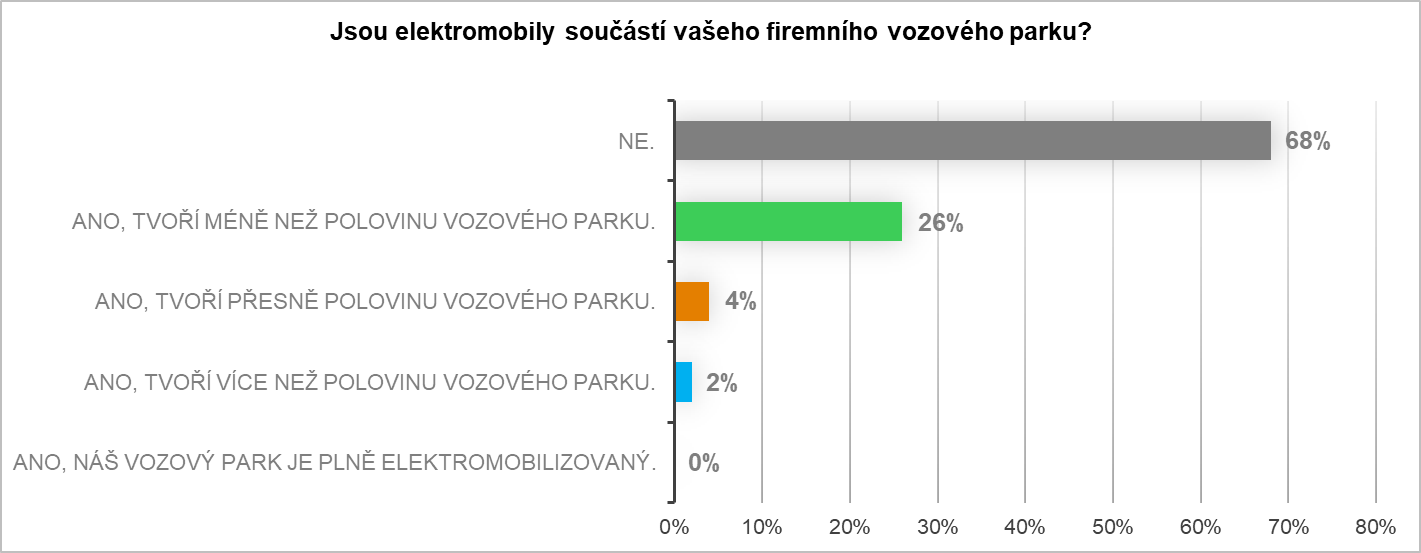 Jsou elektromobily součástí vašeho firemního vozového parku?
NE. 68%
ANO, TVOŘÍ MÉNĚ NEŽ POLOVINU VOZOVÉHO PARKU. 26%
ANO, TVOŘÍ PŘESNĚ POLOVINU VOZOVÉHO PARKU. 4%
ANO, TVOŘÍ VÍCE NEŽ POLOVINU VOZOVÉHO PARKU. 2%
ANO, NÁŠ VOZOVÝ PARK JE PLNĚ ELEKTROMOBILIZOVANÝ. 0%
0% 10% 20% 30% 40% 50% 60% 70% 80%